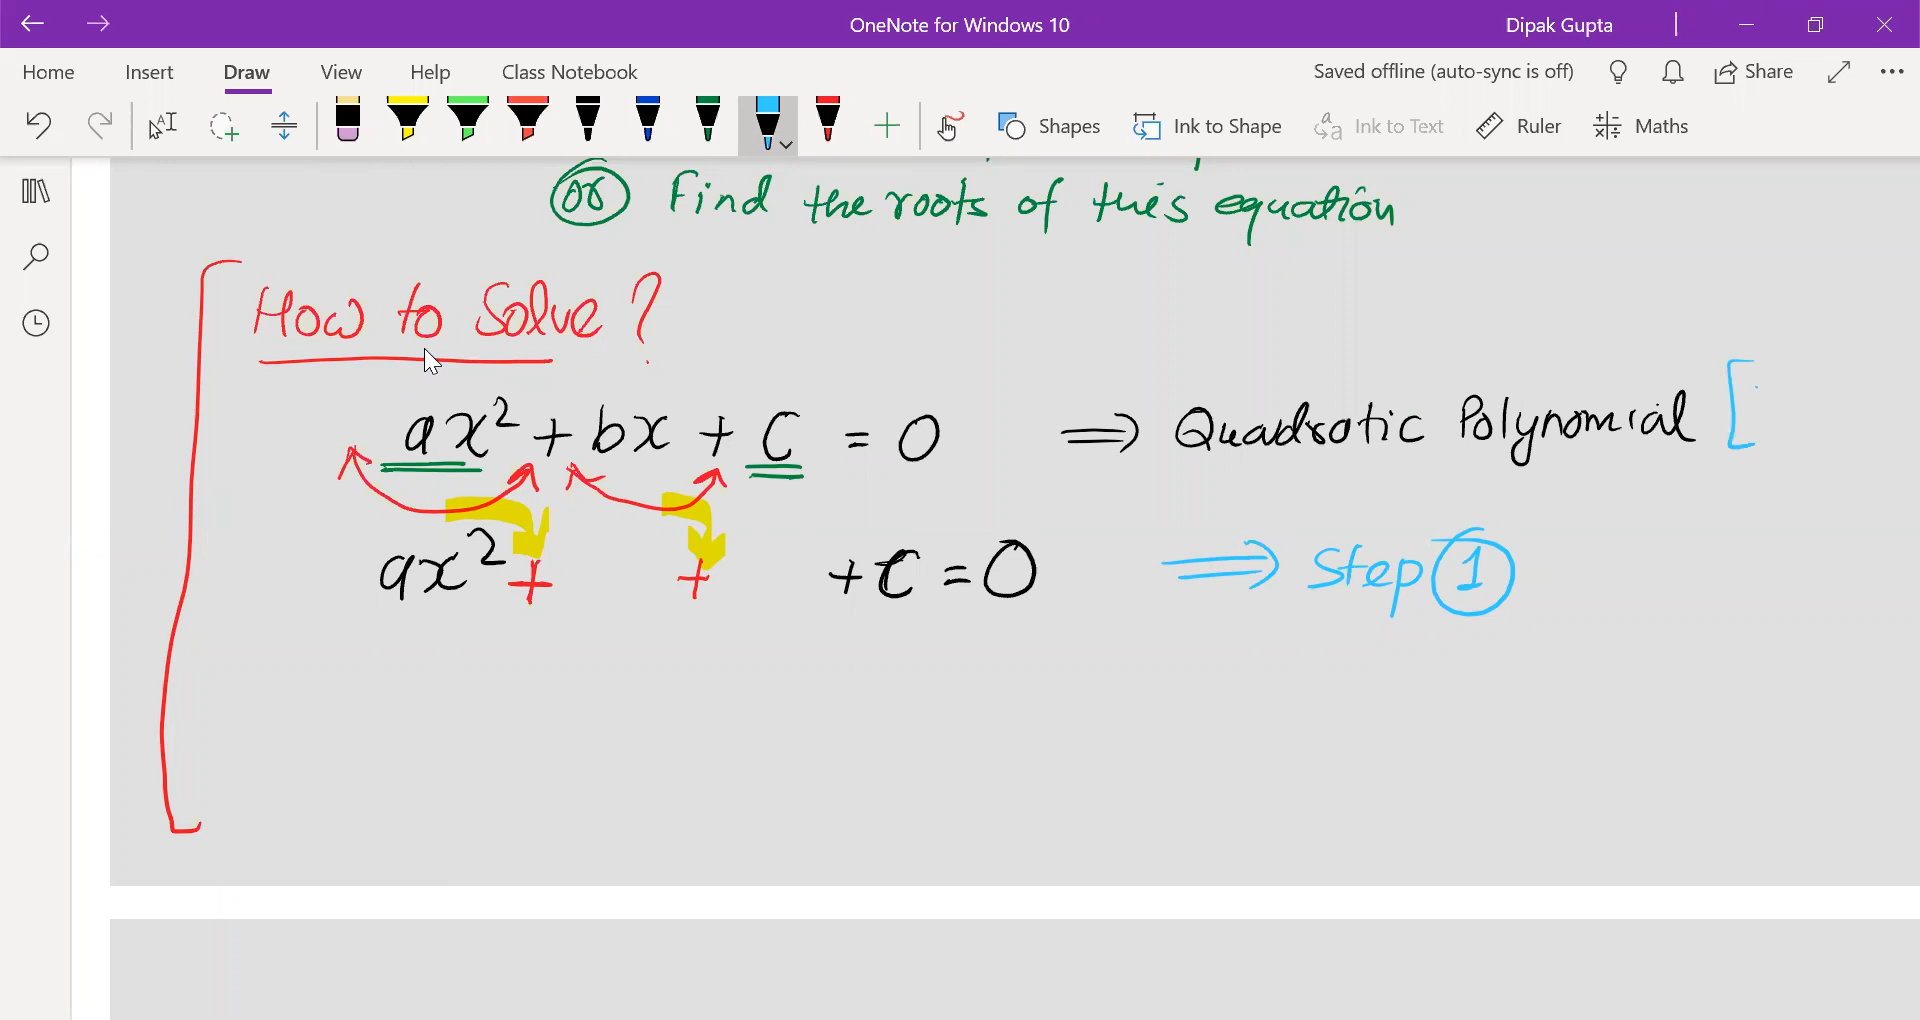 OneNote for Windows 10
Dipak Gupta
Home Insert Draw View Help Class Notebook
Saved offline (auto-sync is off) Share
Shapes Ink to Shape Ink to Text Ruler Maths
or Find the roots of this equation
How to Solve ?
ax² + bx + C = 0 ⟹ Quadratic Polynomial [
ax² + + C = 0 ⟹ Step 1